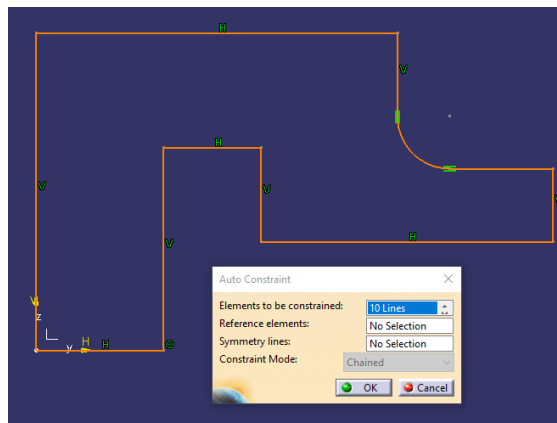 H
V
H
V
V
V
H
V
z
y
H
H
Auto Constraint
Elements to be constrained: 10 Lines
Reference elements: No Selection
Symmetry lines: No Selection
Constraint Mode: Chained
OK Cancel